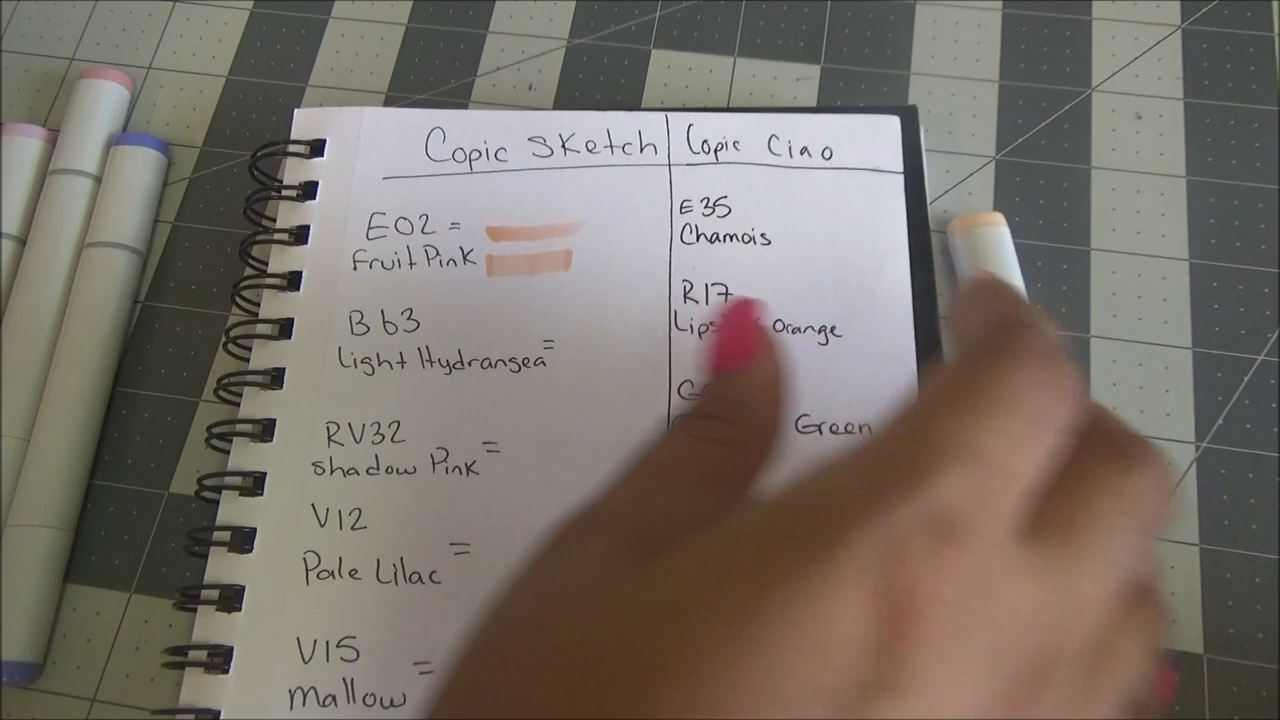 Copic Sketch
E02 =
Fruit Pink
B63
Light Hydrangea =
RV32
Shadow Pink =
V12
Pale Lilac =
V15
Mallow =
Copic Ciao
E35
Chamois
R17
Orange
G
Green